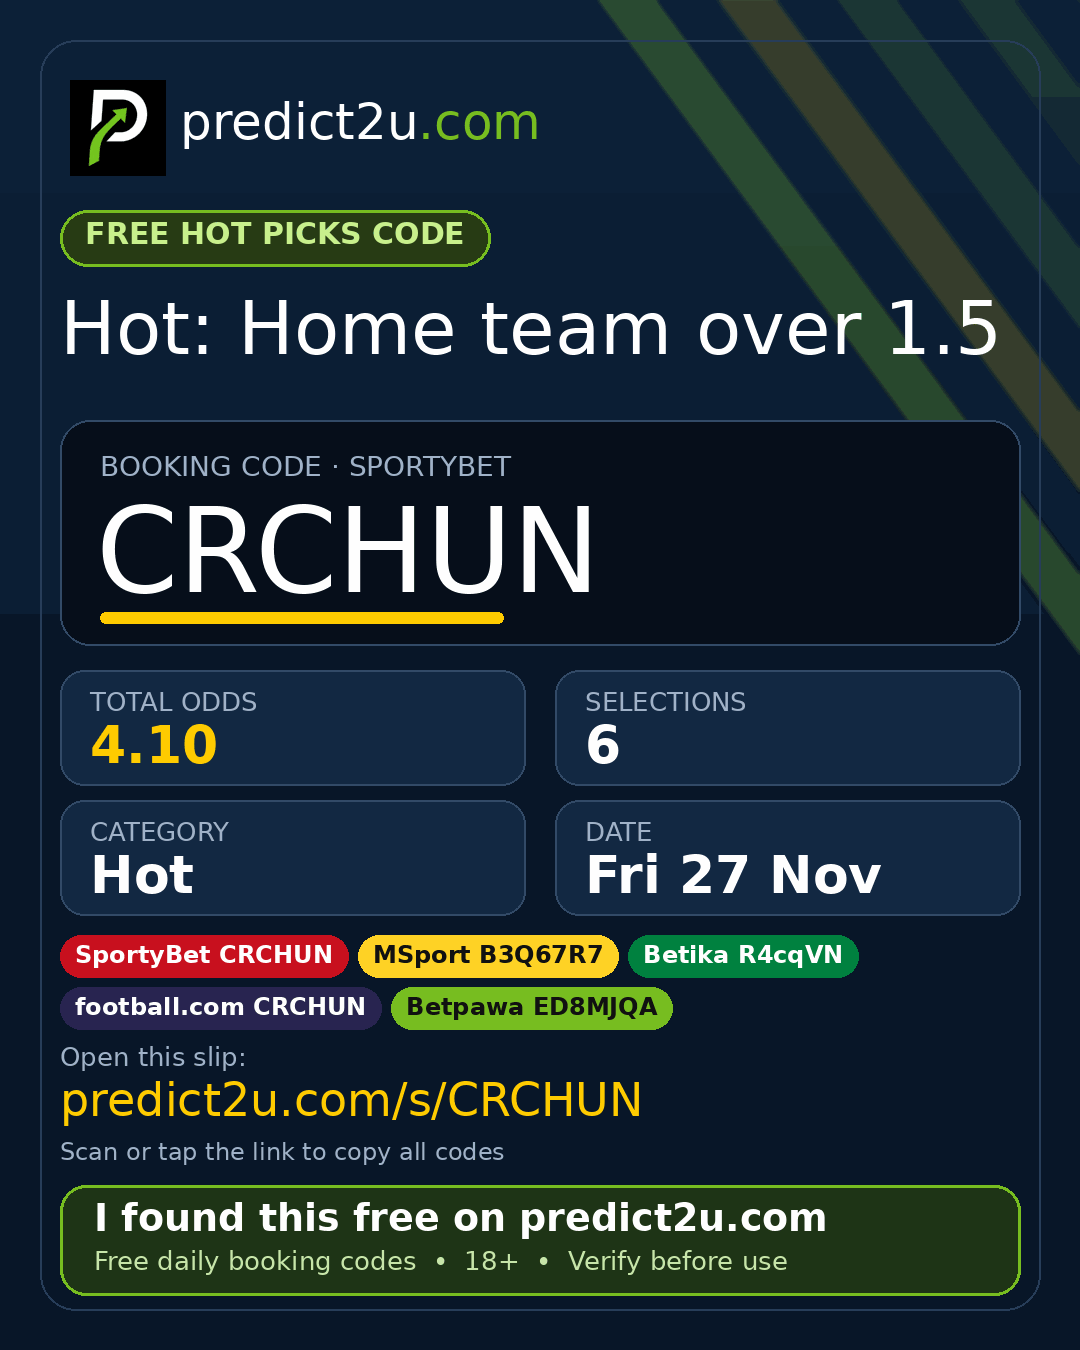 predict2u.com
FREE HOT PICKS CODE
Hot: Home team over 1.5
BOOKING CODE · SPORTYBET
CRCHUN
TOTAL ODDS
4.10
SELECTIONS
6
CATEGORY
Hot
DATE
Fri 27 Nov
SportyBet CRCHUN
MSport B3Q67R7
Betika R4cqVN
football.com CRCHUN
Betpawa ED8MJQA
Open this slip:
predict2u.com/s/CRCHUN
Scan or tap the link to copy all codes
I found this free on predict2u.com
Free daily booking codes • 18+ • Verify before use